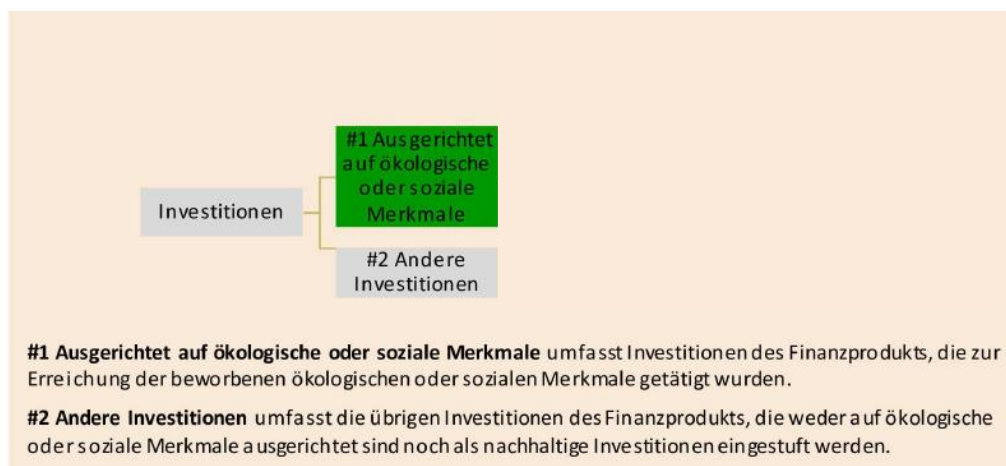 #1 Ausgerichtet
auf ökologische
oder soziale
Merkmale
Investitionen
#2 Andere
Investitionen
#1 Ausgerichtet auf ökologische oder soziale Merkmale umfasst Investitionen des Finanzprodukts, die zur
Erreichung der beworbenen ökologischen oder sozialen Merkmale getätigt wurden.
#2 Andere Investitionen umfasst die übrigen Investitionen des Finanzprodukts, die weder auf ökologische
oder soziale Merkmale ausgerichtet sind noch als nachhaltige Investitionen eingestuft werden.